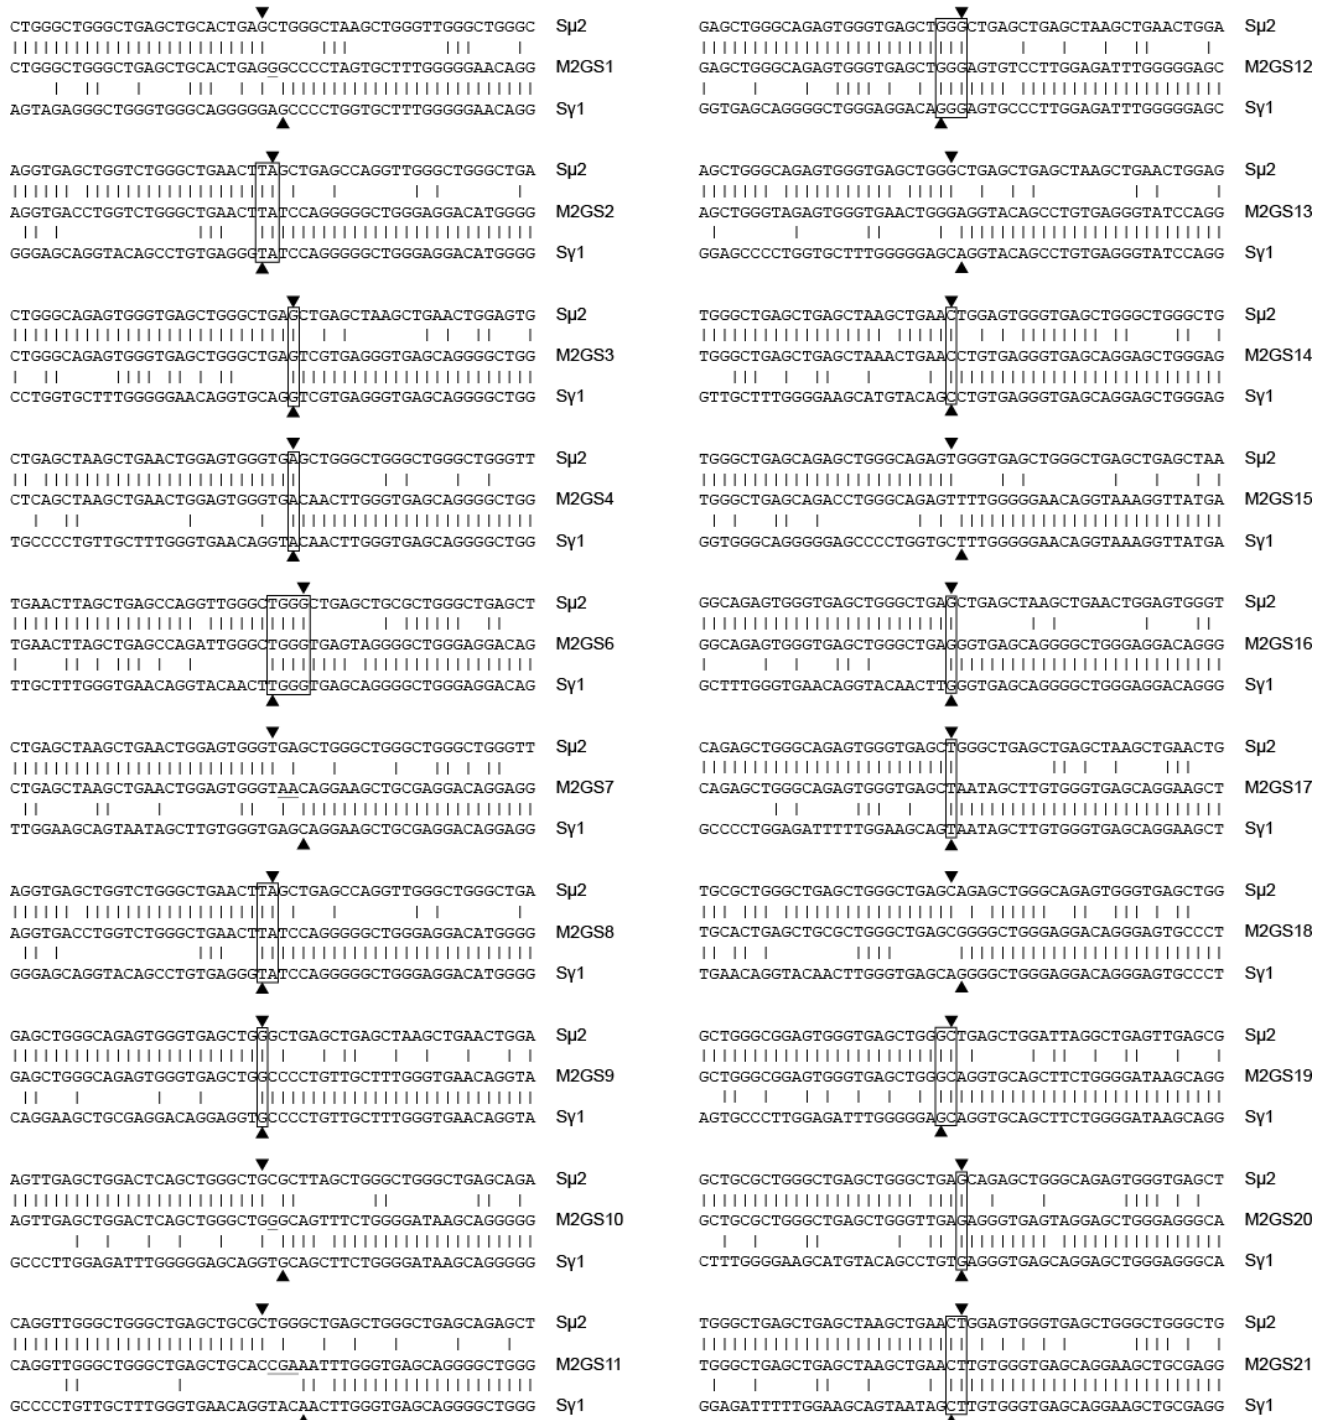 CTGGGCTGGGCTGAGCTGCACTGAGCTGGGCTAAGCTGGGTTGGGCTGGGC Sµ2
CTGGGCTGGGCTGAGCTGCACTGAGGGCCCCTAGTGCTTTGGGGGAACAGG M2GS1
AGTAGAGGGCTGGGTGGGCAGGGGGAGCCCCTGGTGCTTTGGGGGAACAGG Sγ1
AGGTGAGCTGGTCTGGGCTGAACTTAGCTGAGCCAGGTTGGGCTGGGCTGA Sµ2
AGGTGACCTGGTCTGGGCTGAACTTATCCAGGGGGCTGGGAGGACATGGGG M2GS2
GGGAGCAGGTACAGCCTGTGAGGGTATCCAGGGGGCTGGGAGGACATGGGG Sγ1
CTGGGCAGAGTGGGTGAGCTGGGCTGAGCTGAGCTAAGCTGAACTGGAGTG Sµ2
CTGGGCAGAGTGGGTGAGCTGGGCTGAGTCGTGAGGGTGAGCAGGGGCTGG M2GS3
CCTGGTGCTTTGGGGGAACAGGTGCAGGTCGTGAGGGTGAGCAGGGGCTGG Sγ1
CTGAGCTAAGCTGAACTGGAGTGGGTGAGCTGGGCTGGGCTGGGCTGGGTT Sµ2
CTCAGCTAAGCTGAACTGGAGTGGGTGACAACTTGGGTGAGCAGGGGCTGG M2GS4
TGCCCCTGTTGCTTTGGGTGAACAGGTACAACTTGGGTGAGCAGGGGCTGG Sγ1
TGAACTTAGCTGAGCCAGGTTGGGCTGGGCTGAGCTGCGCTGGGCTGAGCT Sµ2
TGAACTTAGCTGAGCCAGATTGGGCTGGGTGAGTAGGGGCTGGGAGGACAG M2GS6
TTGCTTTGGGTGAACAGGTACAACTTGGGTGAGCAGGGGCTGGGAGGACAG Sγ1
CTGAGCTAAGCTGAACTGGAGTGGGTGAGCTGGGCTGGGCTGGGCTGGGTT Sµ2
CTGAGCTAAGCTGAACTGGAGTGGGTAACAGGAAGCTGCGAGGACAGGAGG M2GS7
TTGGAAGCAGTAATAGCTTGTGGGTGAGCAGGAAGCTGCGAGGACAGGAGG Sγ1
AGGTGAGCTGGTCTGGGCTGAACTTAGCTGAGCCAGGTTGGGCTGGGCTGA Sµ2
AGGTGACCTGGTCTGGGCTGAACTTATCCAGGGGGCTGGGAGGACATGGGG M2GS8
GGGAGCAGGTACAGCCTGTGAGGGTATCCAGGGGGCTGGGAGGACATGGGG Sγ1
GAGCTGGGCAGAGTGGGTGAGCTGGGCTGAGCTGAGCTAAGCTGAACTGGA Sµ2
GAGCTGGGCAGAGTGGGTGAGCTGGCCCCTGTTGCTTTGGGTGAACAGGTA M2GS9
CAGGAAGCTGCGAGGACAGGAGGTGCCCCTGTTGCTTTGGGTGAACAGGTA Sγ1
AGTTGAGCTGGACTCAGCTGGGCTGCGCTTAGCTGGGCTGGGCTGAGCAGA Sµ2
AGTTGAGCTGGACTCAGCTGGGCTGGGCAGTTTCTGGGGATAAGCAGGGGG M2GS10
GCCCTTGGAGATTTGGGGGAGCAGGTGCAGCTTCTGGGGATAAGCAGGGGG Sγ1
CAGGTTGGGCTGGGCTGAGCTGCGCTGGGCTGAGCTGGGCTGAGCAGAGCT Sµ2
CAGGTTGGGCTGGGCTGAGCTGCACCGAAATTTGGGTGAGCAGGGGCTGGG M2GS11
GCCCCTGTTGCTTTGGGTGAACAGGTACAACTTGGGTGAGCAGGGGCTGGG Sγ1
GAGCTGGGCAGAGTGGGTGAGCTGGGCTGAGCTGAGCTAAGCTGAACTGGA Sµ2
GAGCTGGGCAGAGTGGGTGAGCTGGGAGTGTCCTTGGAGATTTGGGGGAGC M2GS12
GGTGAGCAGGGGCTGGGAGGACAGGGAGTGCCCTTGGAGATTTGGGGGAGC Sγ1
AGCTGGGCAGAGTGGGTGAGCTGGGCTGAGCTGAGCTAAGCTGAACTGGAG Sµ2
AGCTGGGTAGAGTGGGTGAACTGGGAGGTACAGCCTGTGAGGGTATCCAGG M2GS13
GGAGCCCCTGGTGCTTTGGGGGAGCAGGTACAGCCTGTGAGGGTATCCAGG Sγ1
TGGGCTGAGCTGAGCTAAGCTGAACTGGAGTGGGTGAGCTGGGCTGGGCTG Sµ2
TGGGCTGAGCTGAGCTAAACTGAACCTGTGAGGGTGAGCAGGAGCTGGGAG M2GS14
GTTGCTTTGGGGAAGCATGTACAGCCTGTGAGGGTGAGCAGGAGCTGGGAG Sγ1
TGGGCTGAGCAGAGCTGGGCAGAGTGGGTGAGCTGGGCTGAGCTGAGCTAA Sµ2
TGGGCTGAGCAGACCTGGGCAGAGTTTTGGGGGAACAGGTAAAGGTTATGA M2GS15
GGTGGGCAGGGGGAGCCCCTGGTGCTTTGGGGGAACAGGTAAAGGTTATGA Sγ1
GGCAGAGTGGGTGAGCTGGGCTGAGCTGAGCTAAGCTGAACTGGAGTGGGT Sµ2
GGCAGAGTGGGTGAGCTGGGCTGAGGGTGAGCAGGGGCTGGGAGGACAGGG M2GS16
GCTTTGGGTGAACAGGTACAACTTGGGTGAGCAGGGGCTGGGAGGACAGGG Sγ1
CAGAGCTGGGCAGAGTGGGTGAGCTGGGCTGAGCTGAGCTAAGCTGAACTG Sµ2
CAGAGCTGGGCAGAGTGGGTGAGCTAATAGCTTGTGGGTGAGCAGGAAGCT M2GS17
GCCCCTGGAGATTTTTGGAAGCAGTAATAGCTTGTGGGTGAGCAGGAAGCT Sγ1
TGCGCTGGGCTGAGCTGGGCTGAGCAGAGCTGGGCAGAGTGGGTGAGCTGG Sµ2
TGCACTGAGCTGCGCTGGGCTGAGCGGGGCTGGGAGGACAGGGAGTGCCCT M2GS18
TGAACAGGTACAACTTGGGTGAGCAGGGGCTGGGAGGACAGGGAGTGCCCT Sγ1
GCTGGGCGGAGTGGGTGAGCTGGGCTGAGCTGGATTAGGCTGAGTTGAGCG Sµ2
GCTGGGCGGAGTGGGTGAGCTGGGCAGGTGCAGCTTCTGGGGATAAGCAGG M2GS19
AGTGCCCTTGGAGATTTGGGGGAGCAGGTGCAGCTTCTGGGGATAAGCAGG Sγ1
GCTGCGCTGGGCTGAGCTGGGCTGAGCAGAGCTGGGCAGAGTGGGTGAGCT Sµ2
GCTGCGCTGGGCTGAGCTGGGTTGAGAGGGTGAGTAGGAGCTGGGAGGGCA M2GS20
CTTTGGGGAAGCATGTACAGCCTGTGAGGGTGAGCAGGAGCTGGGAGGGCA Sγ1
TGGGCTGAGCTGAGCTAAGCTGAACTGGAGTGGGTGAGCTGGGCTGGGCTG Sµ2
TGGGCTGAGCTGAGCTAAGCTGAACTTGTGGGTGAGCAGGAAGCTGCGAGG M2GS21
GGAGATTTTTGGAAGCAGTAATAGCTTGTGGGTGAGCAGGAAGCTGCGAGG Sγ1